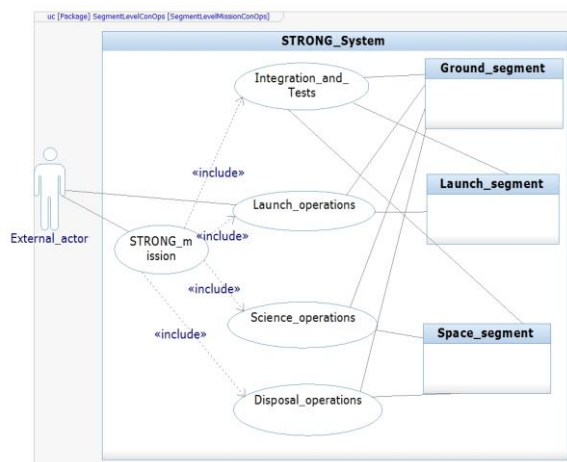 uc [Package] SegmentLevelConOps [SegmentLevelMissionConOps]
STRONG_System
Ground_segment
Integration_and_
Tests
«include»
Launch_segment
Launch_operations
External_actor
STRONG_m
ission
«include»
«include»
Science_operations
«include»
Space_segment
Disposal_operations